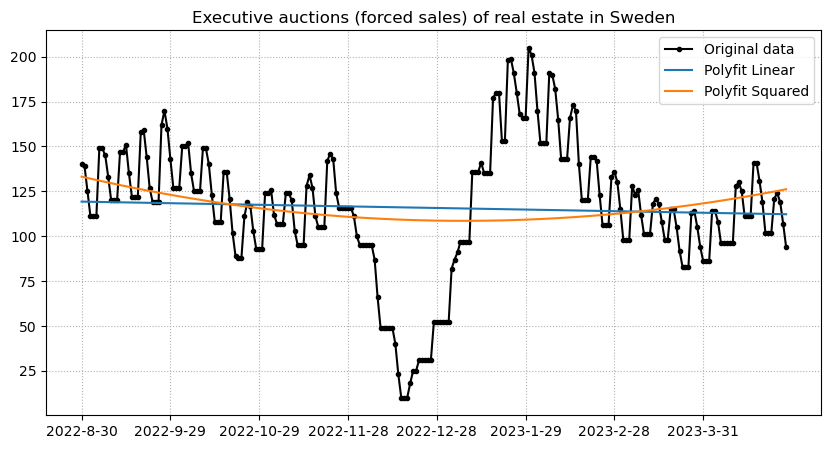 Executive auctions (forced sales) of real estate in Sweden
Original data
Polyfit Linear
Polyfit Squared
200
175
150
125
100
75
50
25
2022-8-30 2022-9-29 2022-10-29 2022-11-28 2022-12-28 2023-1-29 2023-2-28 2023-3-31